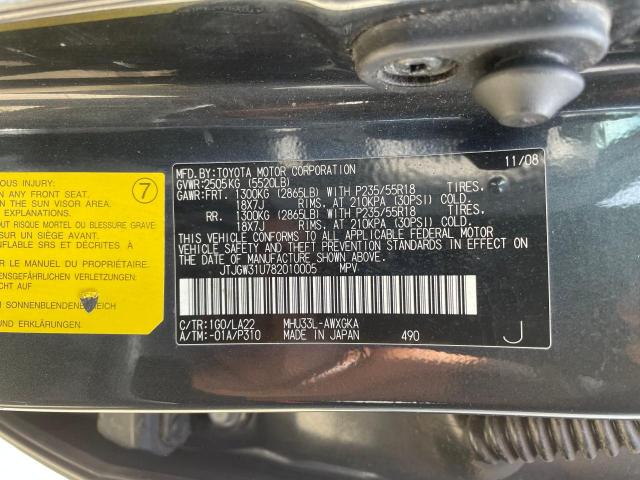 INJURY:
N ANY FRONT SEAT.
THE SUN VISOR AREA
EXPLANATIONS.
OUT RISQUE MORTEL OU BLESSURE GRAVE
SUR UN SIÈGE AVANT.
NFLABLES SRS ET DÉCRITES À
R LE MANUEL DU PROPRIÉTAIRE.
NICHT AUF
SONNENBLENDENBEREICH
UND ERKLÄRUNGEN.
7
MFD.BY:TOYOTA MOTOR CORPORATION 11/08
GVWR:2505KG (5520LB)
GAWR:FRT. 1300KG (2865LB) WITH P235/55R18 TIRES,
18X7J RIMS, AT 210KPA (30PSI) COLD.
RR. 1300KG (2865LB) WITH P235/55R18 TIRES,
18X7J RIMS, AT 210KPA (30PSI) COLD.
THIS VEHICLE CONFORMS TO ALL APPLICABLE FEDERAL MOTOR
VEHICLE SAFETY AND THEFT PREVENTION STANDARDS IN EFFECT ON
THE DATE OF MANUFACTURE SHOWN ABOVE.
JTJGW31U782010005 MPV
C/TR:1G0/LA22 MHU33L-AWXGKA
A/TM:-01A/P310 MADE IN JAPAN 490 J